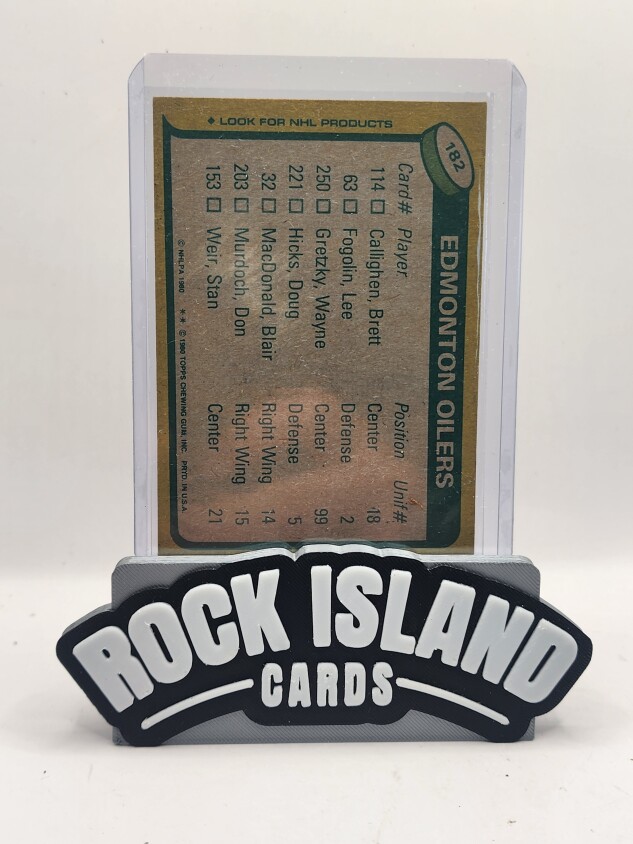 182
EDMONTON OILERS
Card# Player Position Unif#
114 □ Callighen, Brett Center 18
63 □ Fogolin, Lee Defense 2
250 □ Gretzky, Wayne Center 99
221 □ Hicks, Doug Defense 5
32 □ MacDonald, Blair Right Wing 14
203 □ Murdoch, Don Right Wing 15
153 □ Weir, Stan Center 21
♦ LOOK FOR NHL PRODUCTS
© NHLPA 1980 ** © 1980 TOPPS CHEWING GUM, INC. PRTD. IN U.S.A.
ROCK ISLAND
CARDS